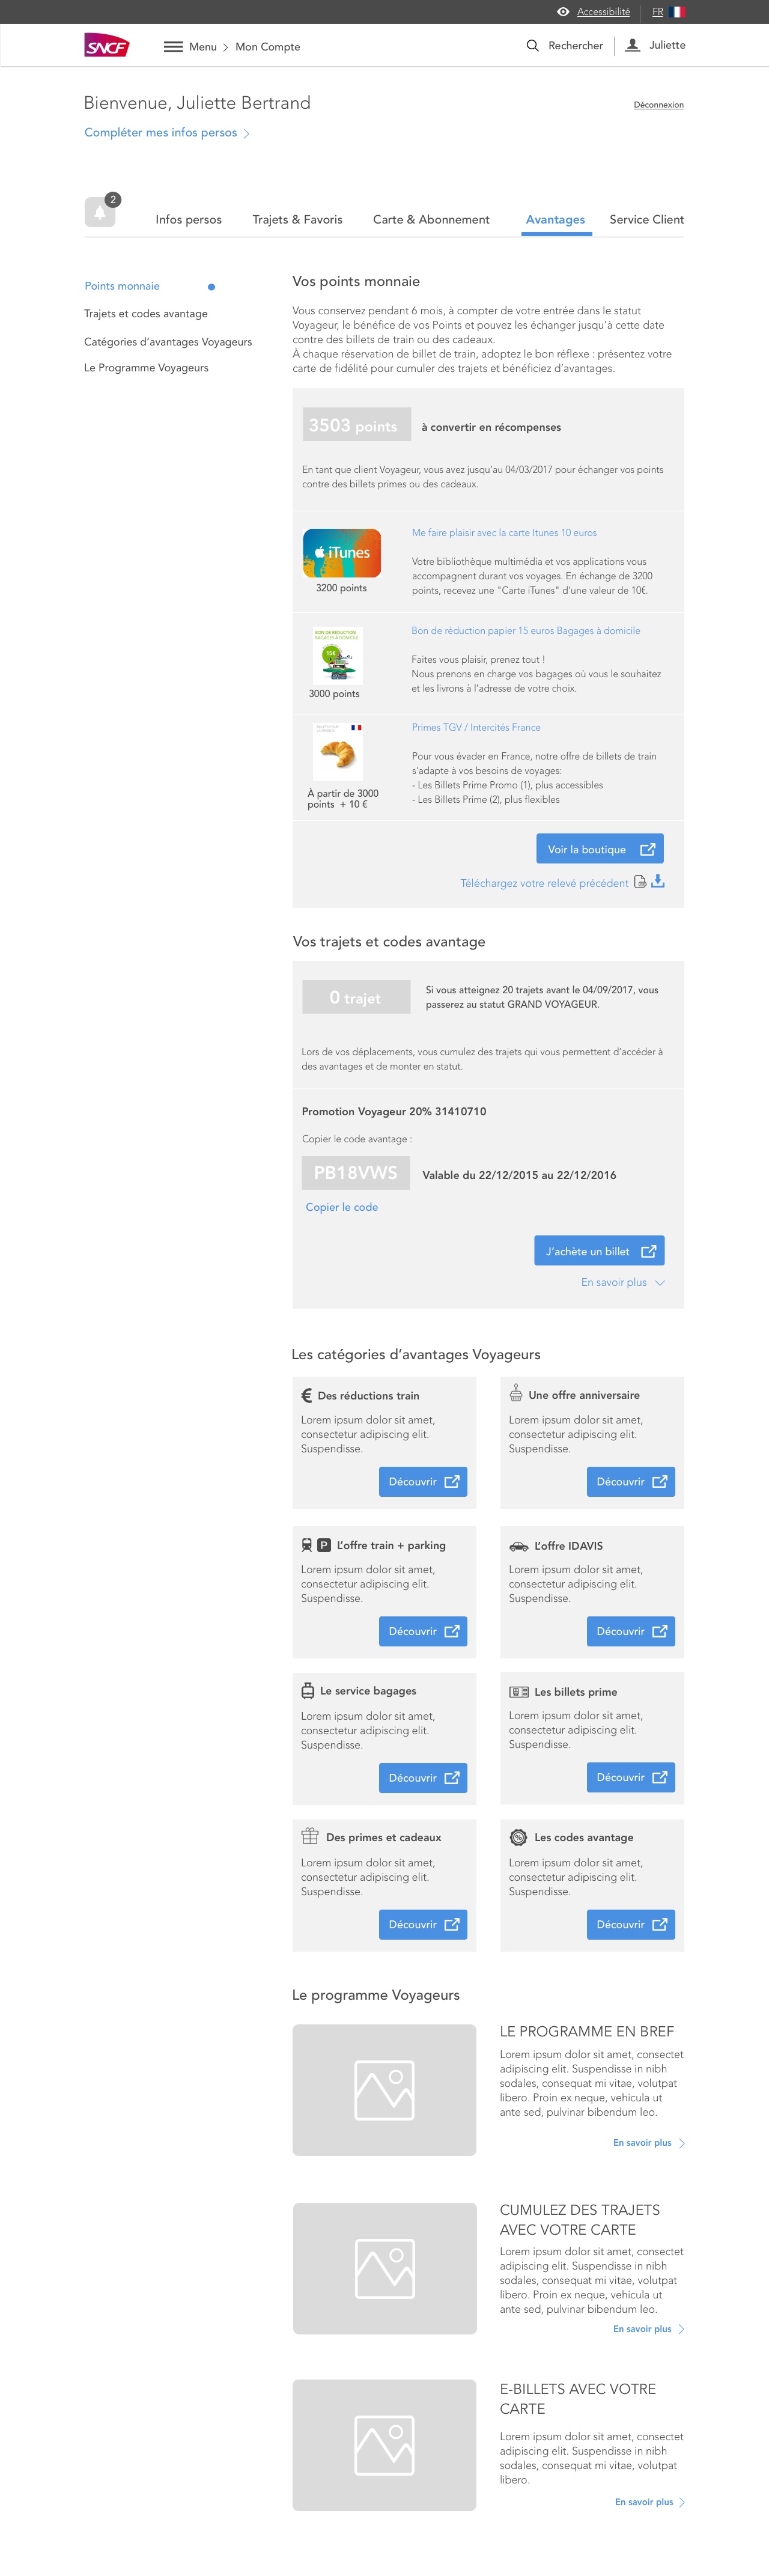 Accessibilité
FR
SNCF
Menu > Mon Compte
Rechercher
Juliette
Bienvenue, Juliette Bertrand
Déconnexion
Compléter mes infos persos
2
Infos persos
Trajets & Favoris
Carte & Abonnement
Avantages
Service Client
Points monnaie
Trajets et codes avantage
Catégories d’avantages Voyageurs
Le Programme Voyageurs
Vos points monnaie
Vous conservez pendant 6 mois, à compter de votre entrée dans le statut
Voyageur, le bénéfice de vos Points et pouvez les échanger jusqu’à cette date
contre des billets de train ou des cadeaux.
À chaque réservation de billet de train, adoptez le bon réflexe : présentez votre
carte de fidélité pour cumuler des trajets et bénéficiez d’avantages.
3503 points
à convertir en récompenses
En tant que client Voyageur, vous avez jusqu’au 04/03/2017 pour échanger vos points
contre des billets primes ou des cadeaux.
iTunes
3200 points
Me faire plaisir avec la carte Itunes 10 euros
Votre bibliothèque multimédia et vos applications vous
accompagnent durant vos voyages. En échange de 3200
points, recevez une "Carte iTunes" d’une valeur de 10€.
BON DE RÉDUCTION
BAGAGES À DOMICILE
15€
3000 points
Bon de réduction papier 15 euros Bagages à domicile
Faites vous plaisir, prenez tout !
Nous prenons en charge vos bagages où vous le souhaitez
et les livrons à l’adresse de votre choix.
À partir de 3000
points + 10 €
Primes TGV / Intercités France
Pour vous évader en France, notre offre de billets de train
s'adapte à vos besoins de voyages:
- Les Billets Prime Promo (1), plus accessibles
- Les Billets Prime (2), plus flexibles
Voir la boutique
Téléchargez votre relevé précédent
Vos trajets et codes avantage
0 trajet
Si vous atteignez 20 trajets avant le 04/09/2017, vous
passerez au statut GRAND VOYAGEUR.
Lors de vos déplacements, vous cumulez des trajets qui vous permettent d’accéder à
des avantages et de monter en statut.
Promotion Voyageur 20% 31410710
Copier le code avantage :
PB18VWS
Valable du 22/12/2015 au 22/12/2016
Copier le code
J’achète un billet
En savoir plus
Les catégories d’avantages Voyageurs
Des réductions train
Lorem ipsum dolor sit amet,
consectetur adipiscing elit.
Suspendisse.
Découvrir
Une offre anniversaire
Lorem ipsum dolor sit amet,
consectetur adipiscing elit.
Suspendisse.
Découvrir
P
L’offre train + parking
Lorem ipsum dolor sit amet,
consectetur adipiscing elit.
Suspendisse.
Découvrir
L’offre IDAVIS
Lorem ipsum dolor sit amet,
consectetur adipiscing elit.
Suspendisse.
Découvrir
Le service bagages
Lorem ipsum dolor sit amet,
consectetur adipiscing elit.
Suspendisse.
Découvrir
Les billets prime
Lorem ipsum dolor sit amet,
consectetur adipiscing elit.
Suspendisse.
Découvrir
Des primes et cadeaux
Lorem ipsum dolor sit amet,
consectetur adipiscing elit.
Suspendisse.
Découvrir
Les codes avantage
Lorem ipsum dolor sit amet,
consectetur adipiscing elit.
Suspendisse.
Découvrir
Le programme Voyageurs
LE PROGRAMME EN BREF
Lorem ipsum dolor sit amet, consectet
adipiscing elit. Suspendisse in nibh
sodales, consequat mi vitae, volutpat
libero. Proin ex neque, vehicula ut
ante sed, pulvinar bibendum leo.
En savoir plus
CUMULEZ DES TRAJETS
AVEC VOTRE CARTE
Lorem ipsum dolor sit amet, consectet
adipiscing elit. Suspendisse in nibh
sodales, consequat mi vitae, volutpat
libero. Proin ex neque, vehicula ut
ante sed, pulvinar bibendum leo.
En savoir plus
E-BILLETS AVEC VOTRE
CARTE
Lorem ipsum dolor sit amet, consectet
adipiscing elit. Suspendisse in nibh
sodales, consequat mi vitae, volutpat
libero.
En savoir plus